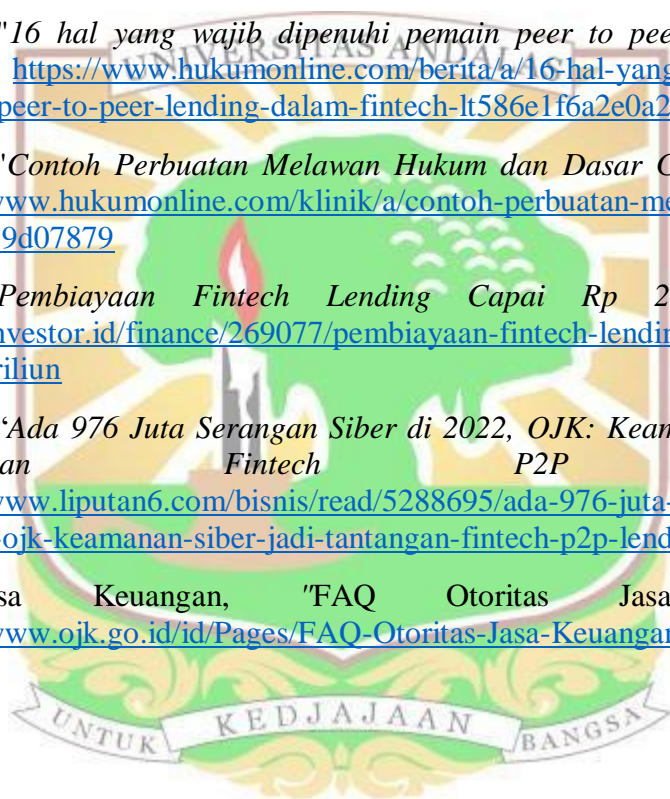 "16 hal yang wajib dipenuhi pemain peer to pee
UNIVERSITAS ANDALAS
https://www.hukumonline.com/berita/a/16-hal-yang
peer-to-peer-lending-dalam-fintech-lt586e1f6a2e0a2
"Contoh Perbuatan Melawan Hukum dan Dasar
www.hukumonline.com/klinik/a/contoh-perbuatan-me
9d07879
Pembiayaan Fintech Lending Capai Rp 2
nvestor.id/finance/269077/pembiayaan-fintech-lendin
riliun
"Ada 976 Juta Serangan Siber di 2022, OJK: Kean
an Fintech P2P
www.liputan6.com/bisnis/read/5288695/ada-976-juta-
-ojk-keamanan-siber-jadi-tantangan-fintech-p2p-lend
sa Keuangan, "FAQ Otoritas Jasa
www.ojk.go.id/id/Pages/FAQ-Otoritas-Jasa-Keuangan
UNTUK KEDJAJAAN BANGSA